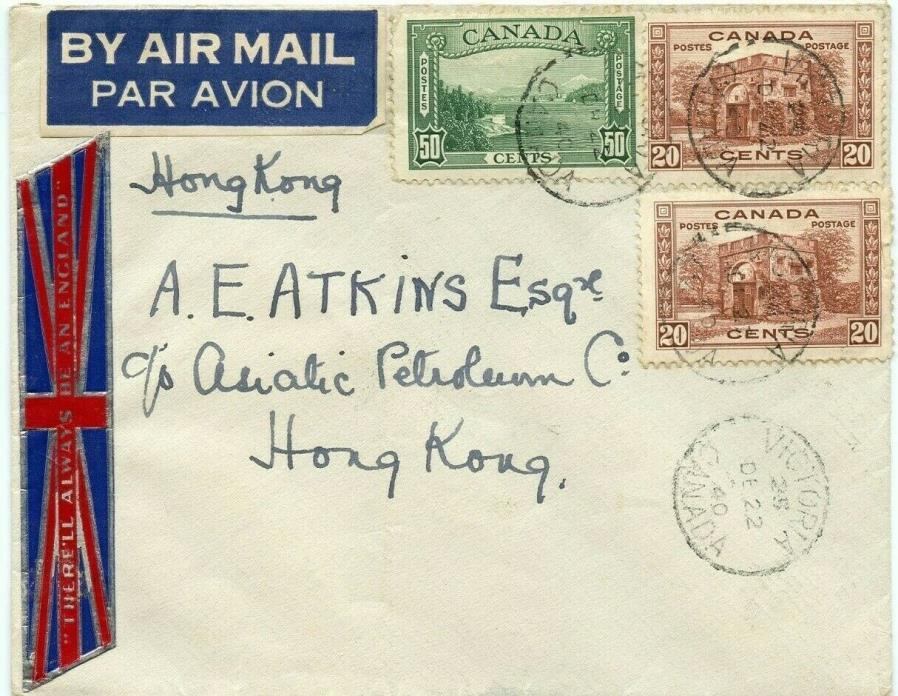 BY AIR MAIL
PAR AVION
CANADA
POSTES POSTAGE
50 CENTS 50
CANADA
POSTES POSTAGE
20 CENTS 20
CANADA
POSTES POSTAGE
20 CENTS 20
"THERE'LL ALWAYS BE AN ENGLAND"
Hong Kong
A. E. ATKINS Esqre
c/o Asiatic Petroleum Co
Hong Kong.
VICTORIA
28
DE 22
40
CANADA